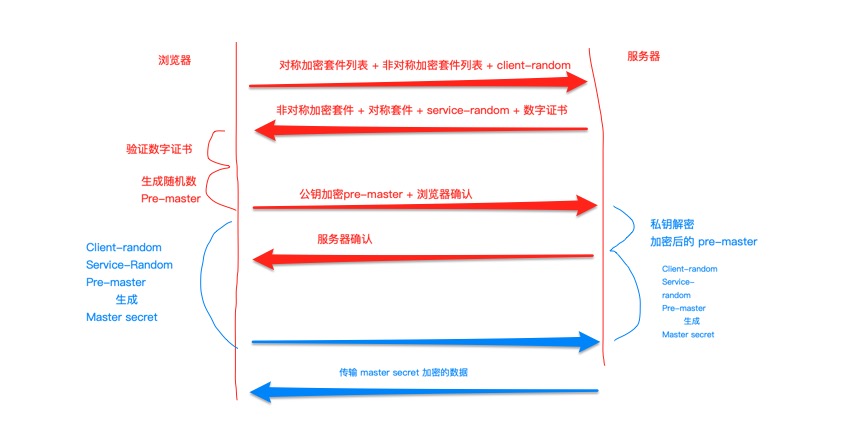 浏览器
服务器
对称加密套件列表 + 非对称加密套件列表 + client-random
非对称加密套件 + 对称套件 + service-random + 数字证书
验证数字证书
生成随机数
Pre-master
公钥加密pre-master + 浏览器确认
私钥解密
加密后的 pre-master
服务器确认
Client-random
Service-Random
Pre-master
生成
Master secret
Client-random
Service-
random
Pre-master
生成
Master secret
传输 master secret 加密的数据